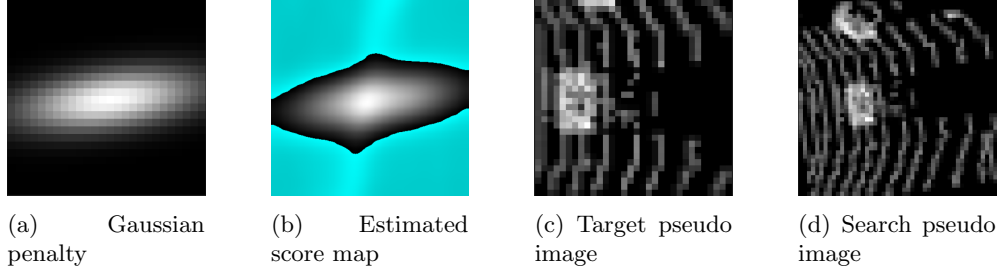 (a) Gaussian
penalty
(b) Estimated
score map
(c) Target pseudo
image
(d) Search pseudo
image